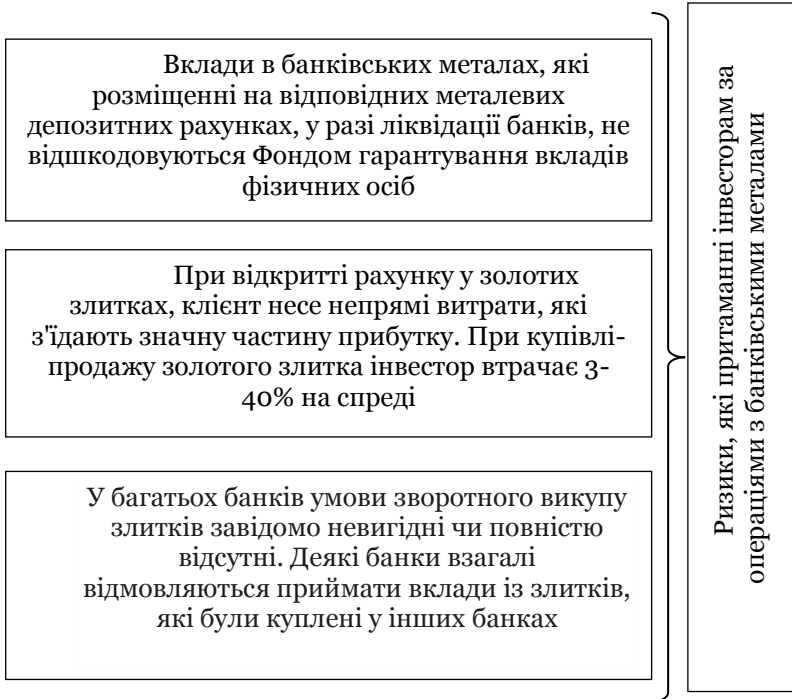 Вклади в банківських металах, які
розміщенні на відповідних металевих
депозитних рахунках, у разі ліквідації банків, не
відшкодовуються Фондом гарантування вкладів
фізичних осіб
При відкритті рахунку у золотих
злитках, клієнт несе непрямі витрати, які
з'їдають значну частину прибутку. При купівлі-
продажу золотого злитка інвестор втрачає 3-
40% на спреді
У багатьох банків умови зворотного викупу
злитків завідомо невигідні чи повністю
відсутні. Деякі банки взагалі
відмовляються приймати вклади із злитків,
які були куплені у інших банках
Ризики, які притаманні інвесторам за
операціями з банківськими металами